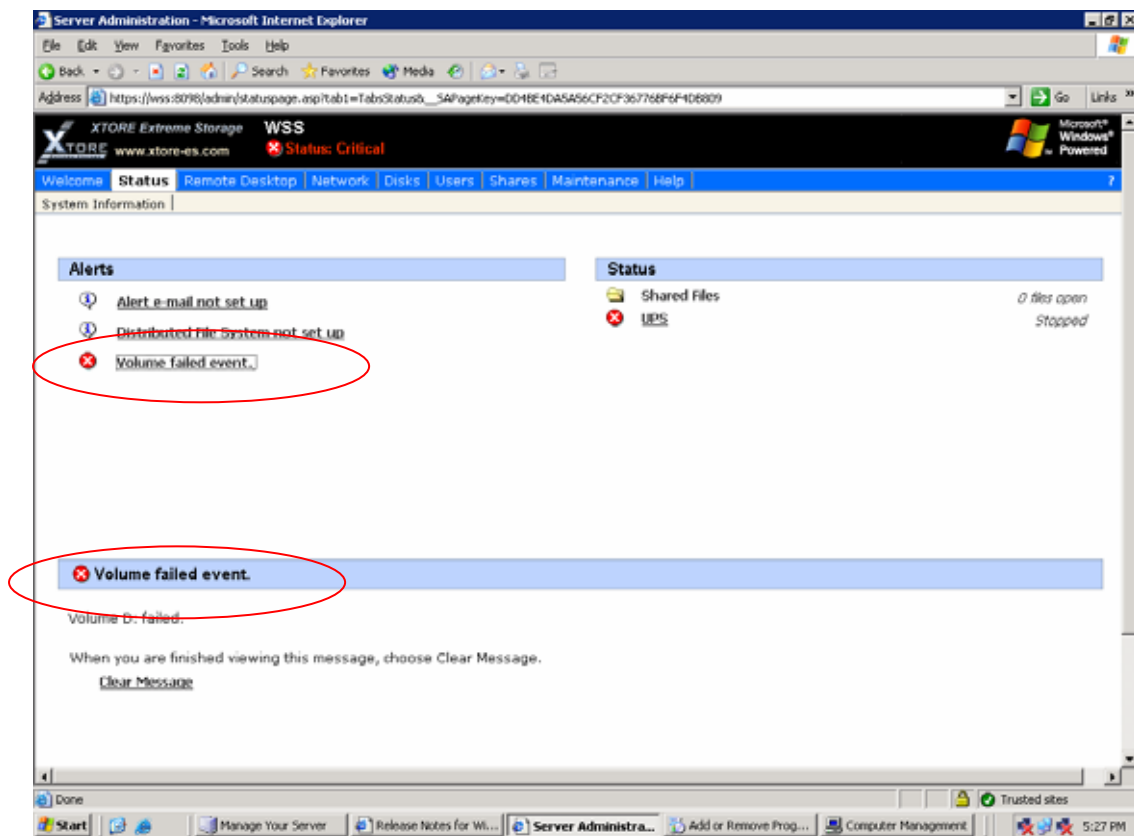 Server Administration - Microsoft Internet Explorer
File Edit View Favorites Tools Help
Back Search Favorites Media
Address https://wss:8098/admin/statuspage.asp?tab1=TabsStatus&__SAPageKey= Go Links »
XTORE Extreme Storage WSS Microsoft®
XTORE www.xtore-es.com Status: Critical Windows®
Powered
Welcome Status Remote Desktop Network Disks Users Shares Maintenance Help ?
System Information
Alerts Status
Alert e-mail not set up Shared Files 0 files open
Distributed File System not set up UPS Stopped
Volume failed event.
Volume failed event.
Volume D: failed.
When you are finished viewing this message, choose Clear Message.
Clear Message
Done Trusted sites
Start Manage Your Server Release Notes for Wi... Server Administra... Add or Remove Prog... Computer Management 5:27 PM